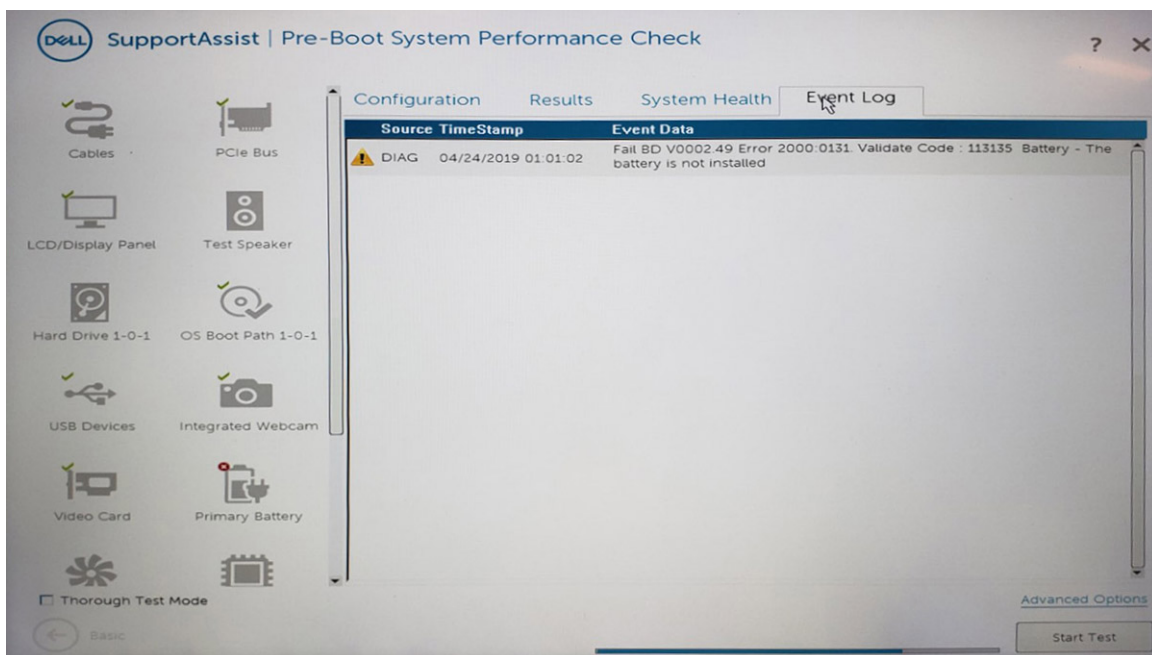 DELL
SupportAssist | Pre-Boot System Performance Check
?
Cables
PCIe Bus
LCD/Display Panel
Test Speaker
Hard Drive 1-0-1
OS Boot Path 1-0-1
USB Devices
Integrated Webcam
Video Card
Primary Battery
Thorough Test Mode
Basic
Configuration Results System Health Event Log
Source TimeStamp Event Data
DIAG 04/24/2019 01:01:02 Fail BD V0002.49 Error 2000:0131. Validate Code : 113135 Battery - The
battery is not installed
Advanced Options
Start Test